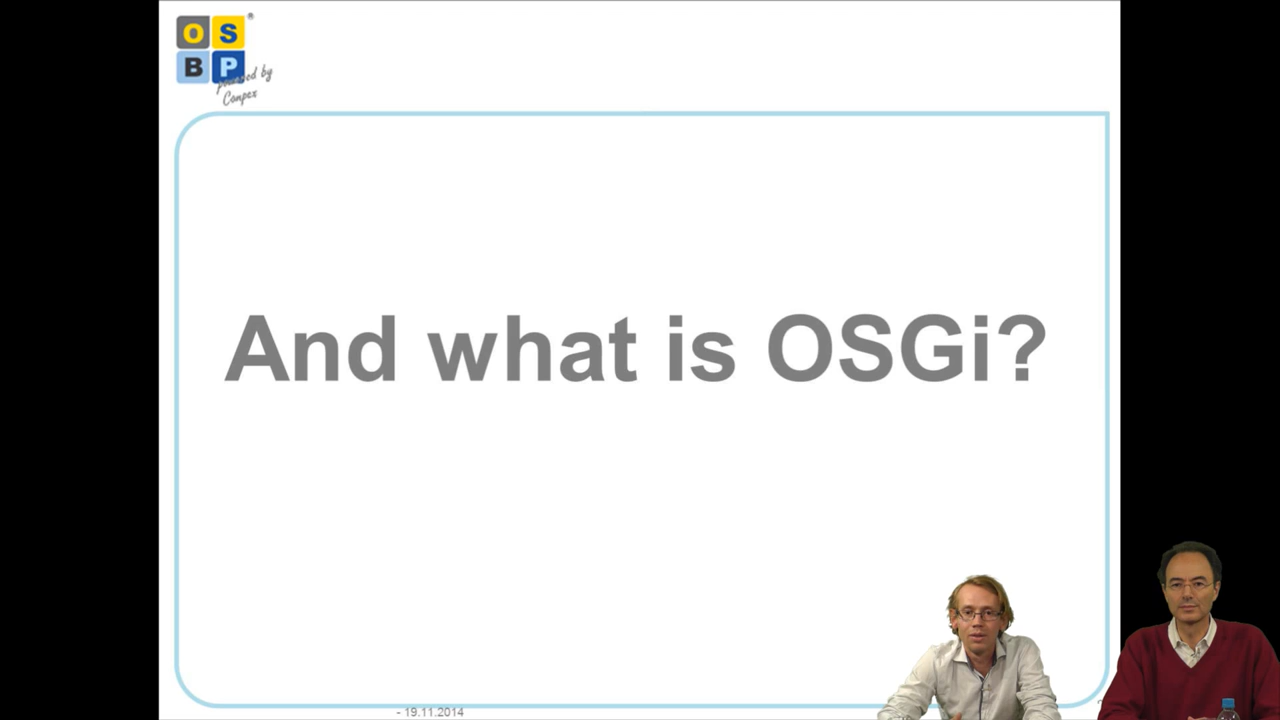 O S ®
B P
powered by
Compex
And what is OSGi?
- 19.11.2014